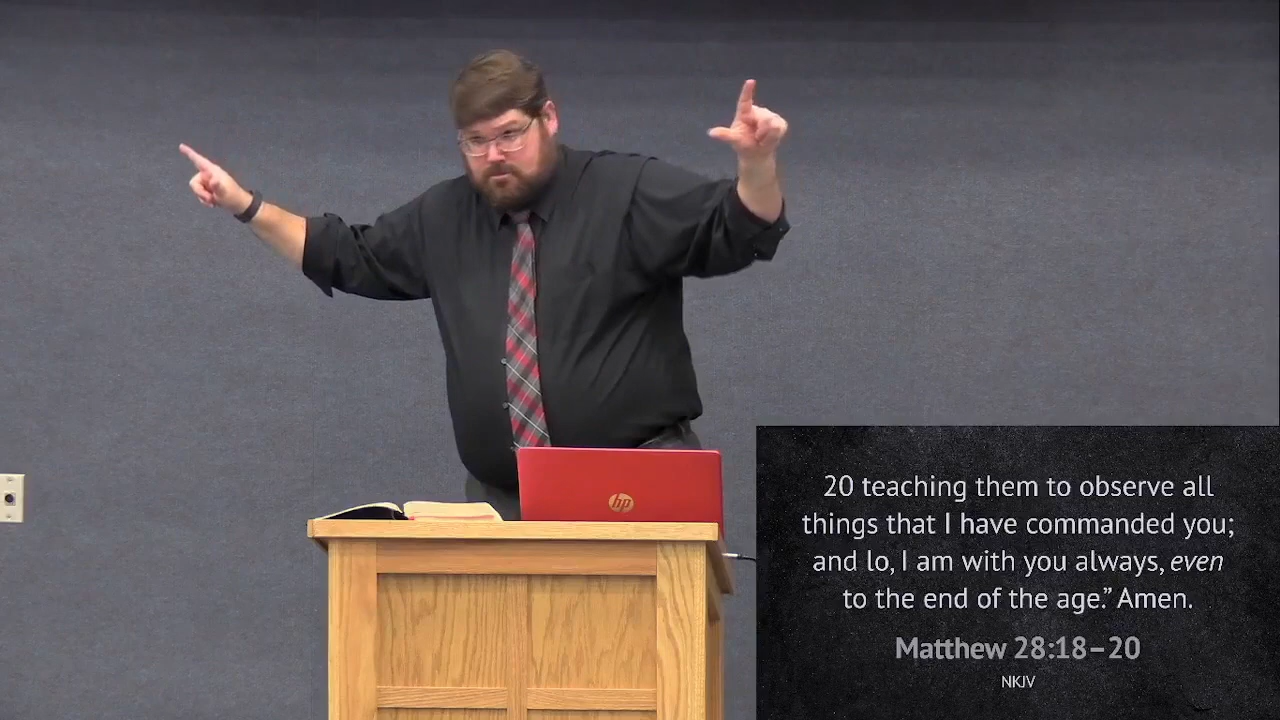 hp
20 teaching them to observe all
things that I have commanded you;
and lo, I am with you always, even
to the end of the age.” Amen.
Matthew 28:18–20
NKJV